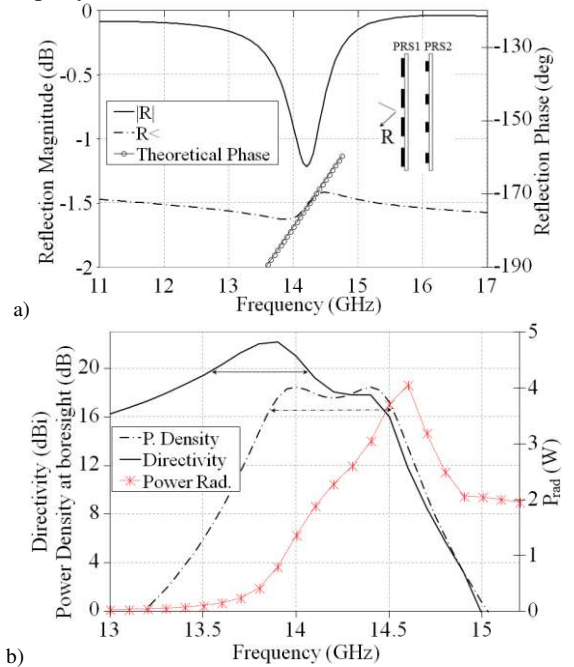 0
-0.5
-1
-1.5
-2
Reflection Magnitude (dB)
|R|
R<
Theoretical Phase
PRS1 PRS2
R
-130
-150
-170
-190
Reflection Phase (deg)
11 12 13 14 15 16 17
Frequency (GHz)
a)
20
16
12
8
4
0
Directivity (dBi)
Power Density at boresight (dB)
P. Density
Directivity
Power Rad.
5
4
3
2
1
0
P_rad (W)
13 13.5 14 14.5 15
Frequency (GHz)
b)